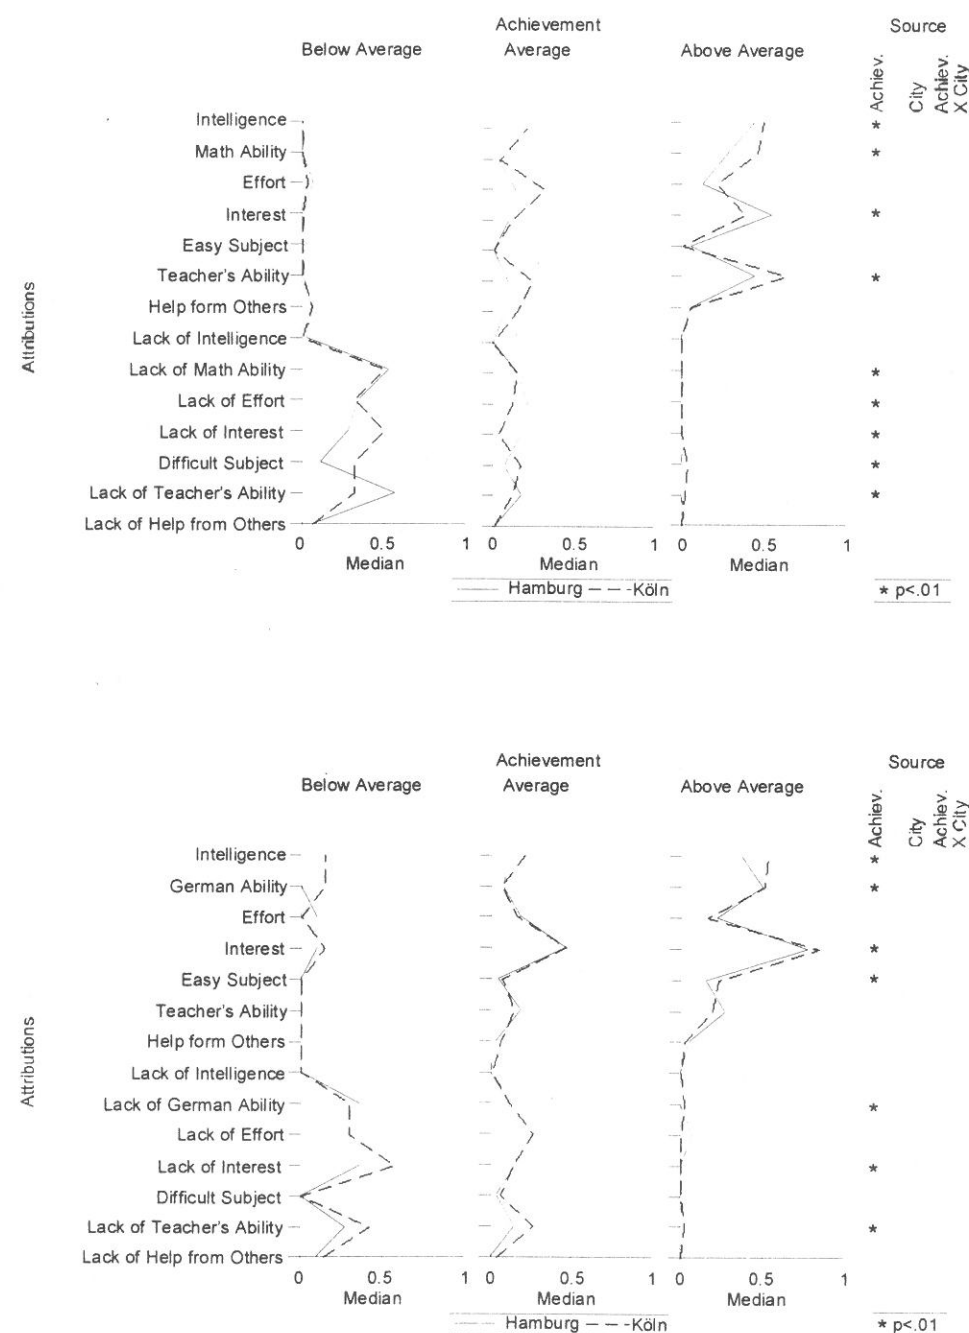 Achievement
Source
Below Average
Average
Above Average
Achiev.
City
Achiev.
X City
Attributions
Intelligence
*
Math Ability
*
Effort
Interest
*
Easy Subject
Teacher's Ability
*
Help form Others
Lack of Intelligence
Lack of Math Ability
*
Lack of Effort
*
Lack of Interest
*
Difficult Subject
*
Lack of Teacher's Ability
*
Lack of Help from Others
0 0.5 1 0 0.5 1 0 0.5 1
Median Median Median
Hamburg Köln
* p<.01
Achievement
Source
Below Average
Average
Above Average
Achiev.
City
Achiev.
X City
Attributions
Intelligence
*
German Ability
*
Effort
Interest
*
Easy Subject
*
Teacher's Ability
Help form Others
Lack of Intelligence
Lack of German Ability
*
Lack of Effort
Lack of Interest
*
Difficult Subject
Lack of Teacher's Ability
*
Lack of Help from Others
0 0.5 1 0 0.5 1 0 0.5 1
Median Median Median
Hamburg Köln
* p<.01